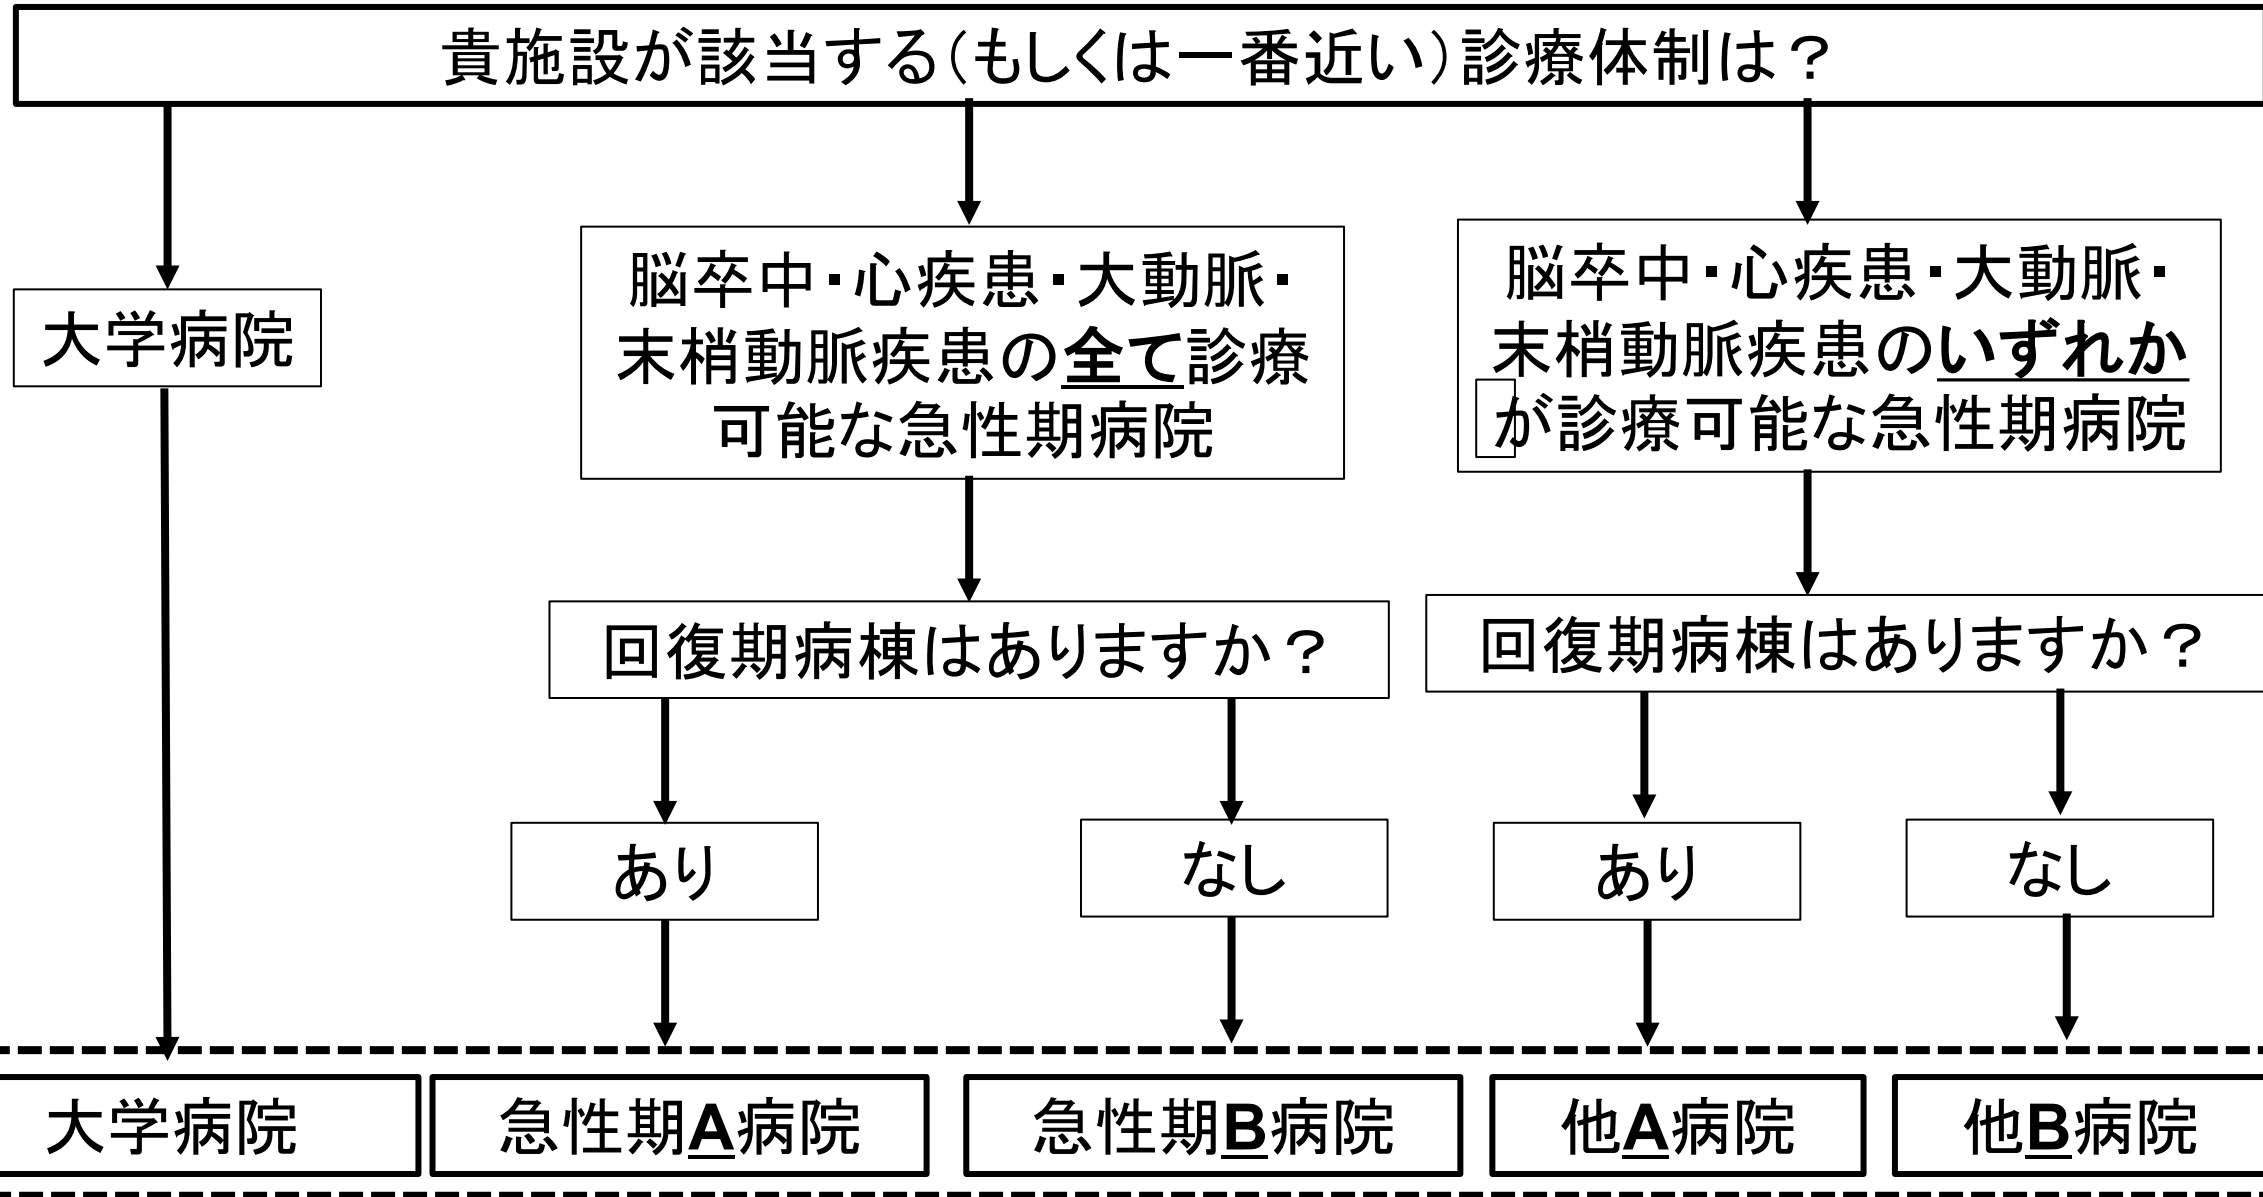 貴施設が該当する（もしくは一番近い）診療体制は？
大学病院
脳卒中・心疾患・大動脈・
末梢動脈疾患の全て診療
可能な急性期病院
脳卒中・心疾患・大動脈・
末梢動脈疾患のいずれか
が診療可能な急性期病院
回復期病棟はありますか？
回復期病棟はありますか？
あり
なし
あり
なし
大学病院
急性期A病院
急性期B病院
他A病院
他B病院